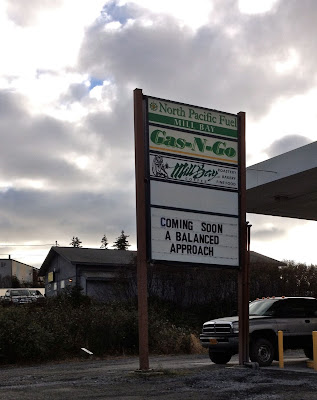 North Pacific Fuel
MILL BAY
Gas-N-Go
Mill Bay
COMING SOON
A BALANCED
APPROACH